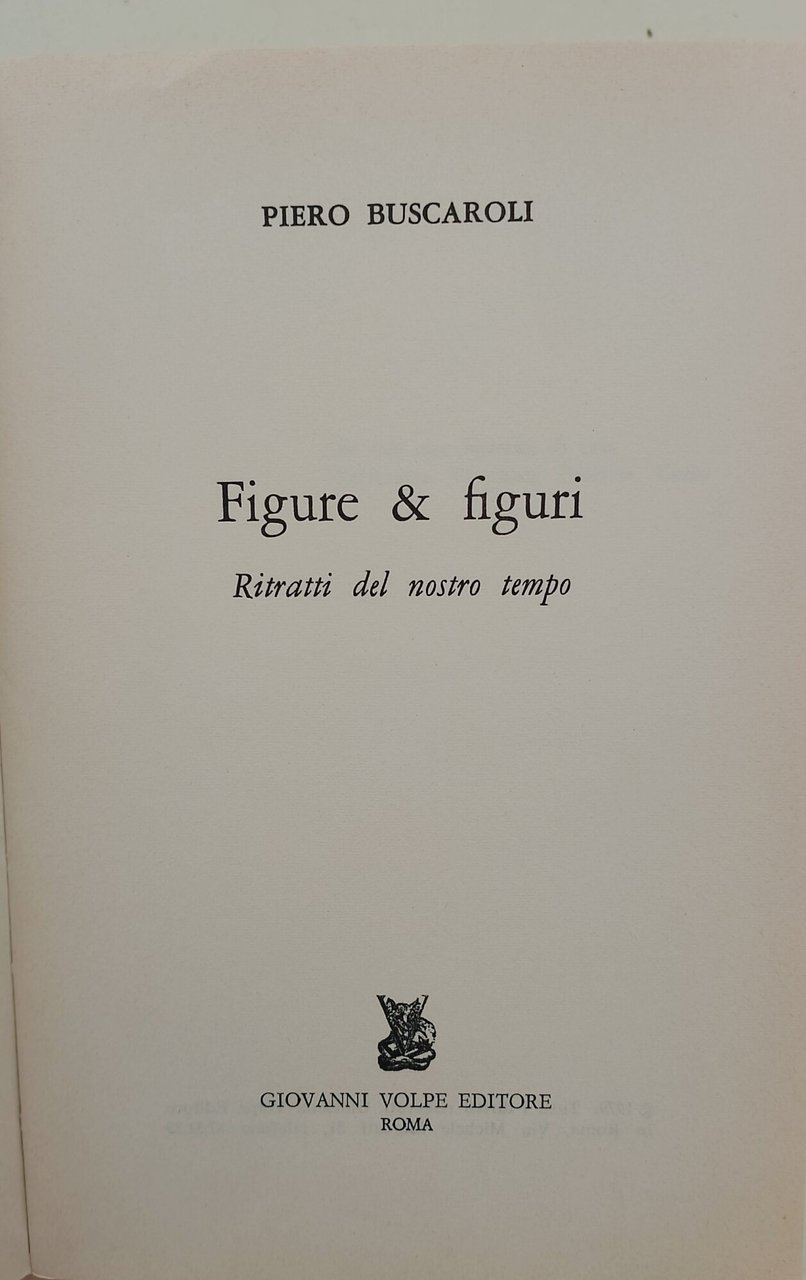 PIERO BUSCAROLI
Figure & figuri
Ritratti del nostro tempo
GIOVANNI VOLPE EDITORE
ROMA